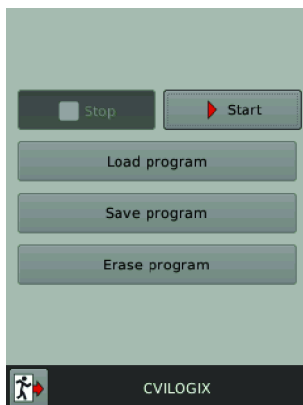 Stop
Start
Load program
Save program
Erase program
CVILOGIX